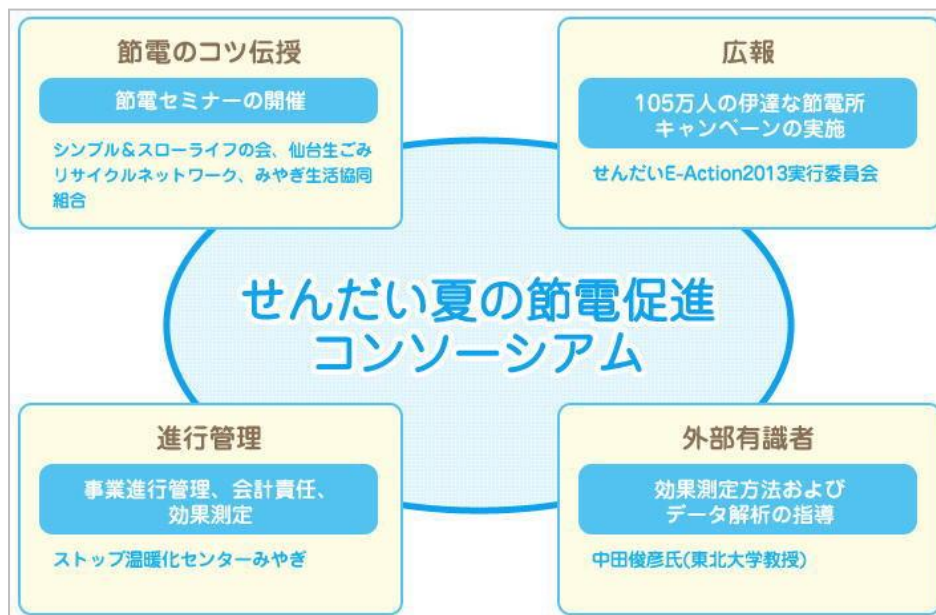 節電のコツ伝授
節電セミナーの開催
シンプル＆スローライフの会、仙台生ごみ
リサイクルネットワーク、みやぎ生活協同
組合
広報
105万人の伊達な節電所
キャンペーンの実施
せんだいE-Action2013実行委員会
せんだい夏の節電促進
コンソーシアム
進行管理
事業進行管理、会計責任、
効果測定
ストップ温暖化センターみやぎ
外部有識者
効果測定方法および
データ解析の指導
中田俊彦氏(東北大学教授)